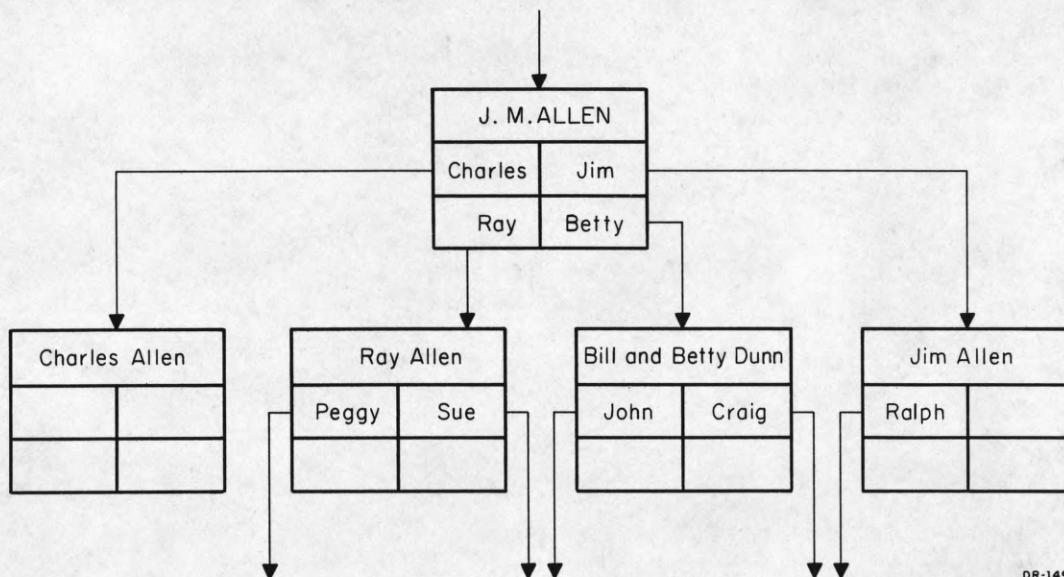 J. M. ALLEN
Charles Jim
Ray Betty
Charles Allen
Ray Allen
Bill and Betty Dunn
Jim Allen
Peggy Sue
John Craig
Ralph